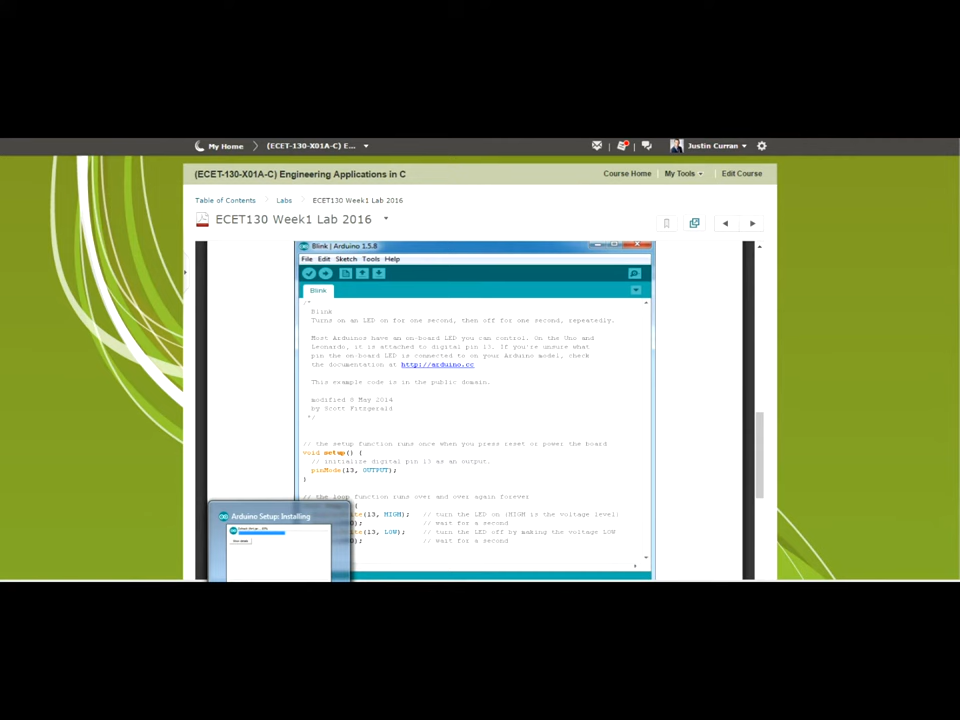 My Home
(ECET-130-X01A-C) E...
Justin Curran
(ECET-130-X01A-C) Engineering Applications in C
Course Home
My Tools
Edit Course
Table of Contents
Labs
ECET130 Week1 Lab 2016
ECET130 Week1 Lab 2016
Blink | Arduino 1.5.8
File Edit Sketch Tools Help
Blink
/*
Blink
Turns on an LED on for one second, then off for one second, repeatedly.
Most Arduinos have an on-board LED you can control. On the Uno and
Leonardo, it is attached to digital pin 13. If you're unsure what
pin the on-board LED is connected to on your Arduino model, check
the documentation at http://arduino.cc
This example code is in the public domain.
modified 8 May 2014
by Scott Fitzgerald
*/
// the setup function runs once when you press reset or power the board
void setup() {
// initialize digital pin 13 as an output.
pinMode(13, OUTPUT);
}
// the loop function runs over and over again forever
() {
ite(13, HIGH); // turn the LED on (HIGH is the voltage level)
); // wait for a second
ite(13, LOW); // turn the LED off by making the voltage LOW
); // wait for a second
Arduino Setup: Installing